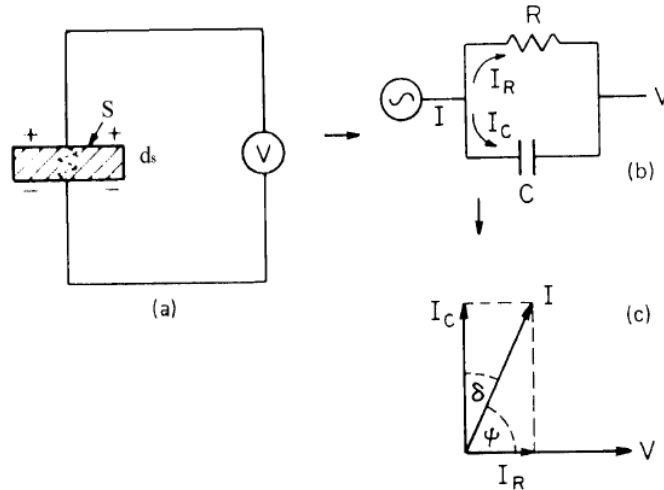 S
+ +
ds
V
− −
(a)
R
I_R
I
V
I_C
C
(b)
I_C
I
(c)
δ
ψ
V
I_R